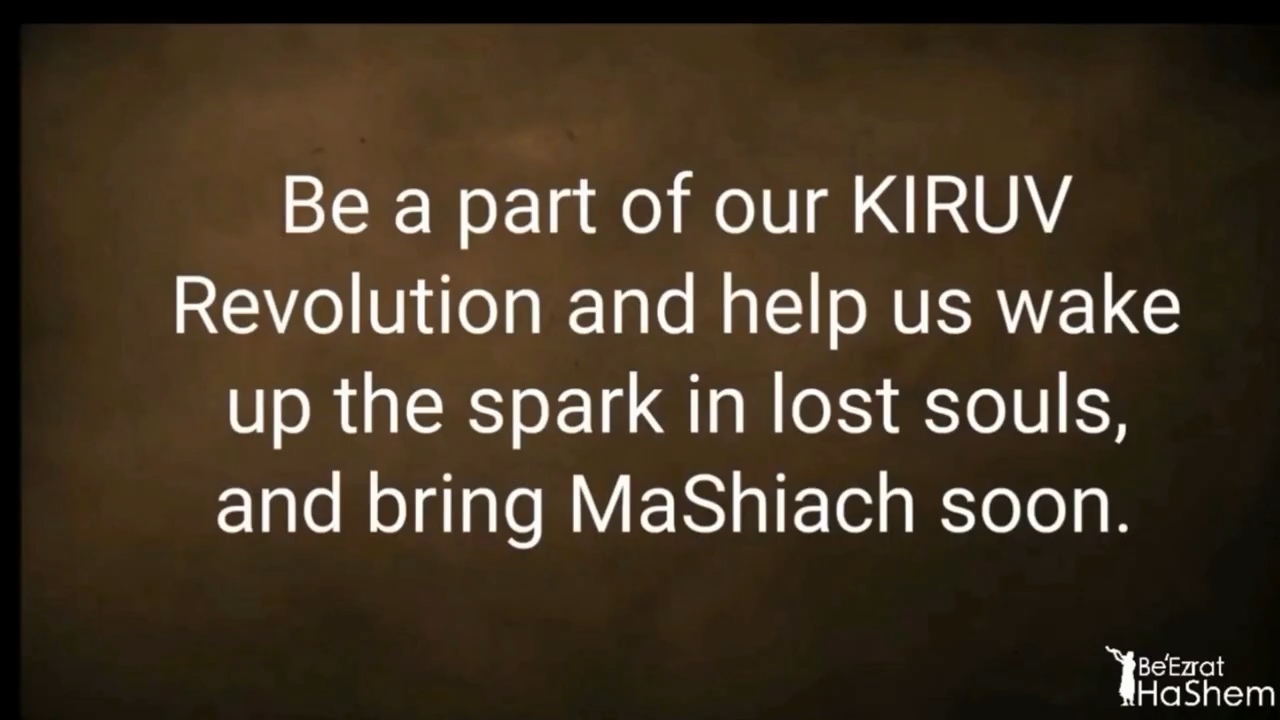 Be a part of our KIRUV
Revolution and help us wake
up the spark in lost souls,
and bring MaShiach soon.
Be'Ezrat
HaShem